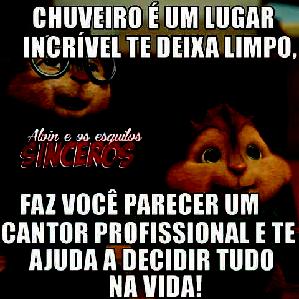 CHUVEIRO É UM LUGAR
INCRÍVEL TE DEIXA LIMPO,
Alvin e os esquilos
SINCEROS
FAZ VOCÊ PARECER UM
CANTOR PROFISSIONAL E TE
AJUDA A DECIDIR TUDO
NA VIDA!